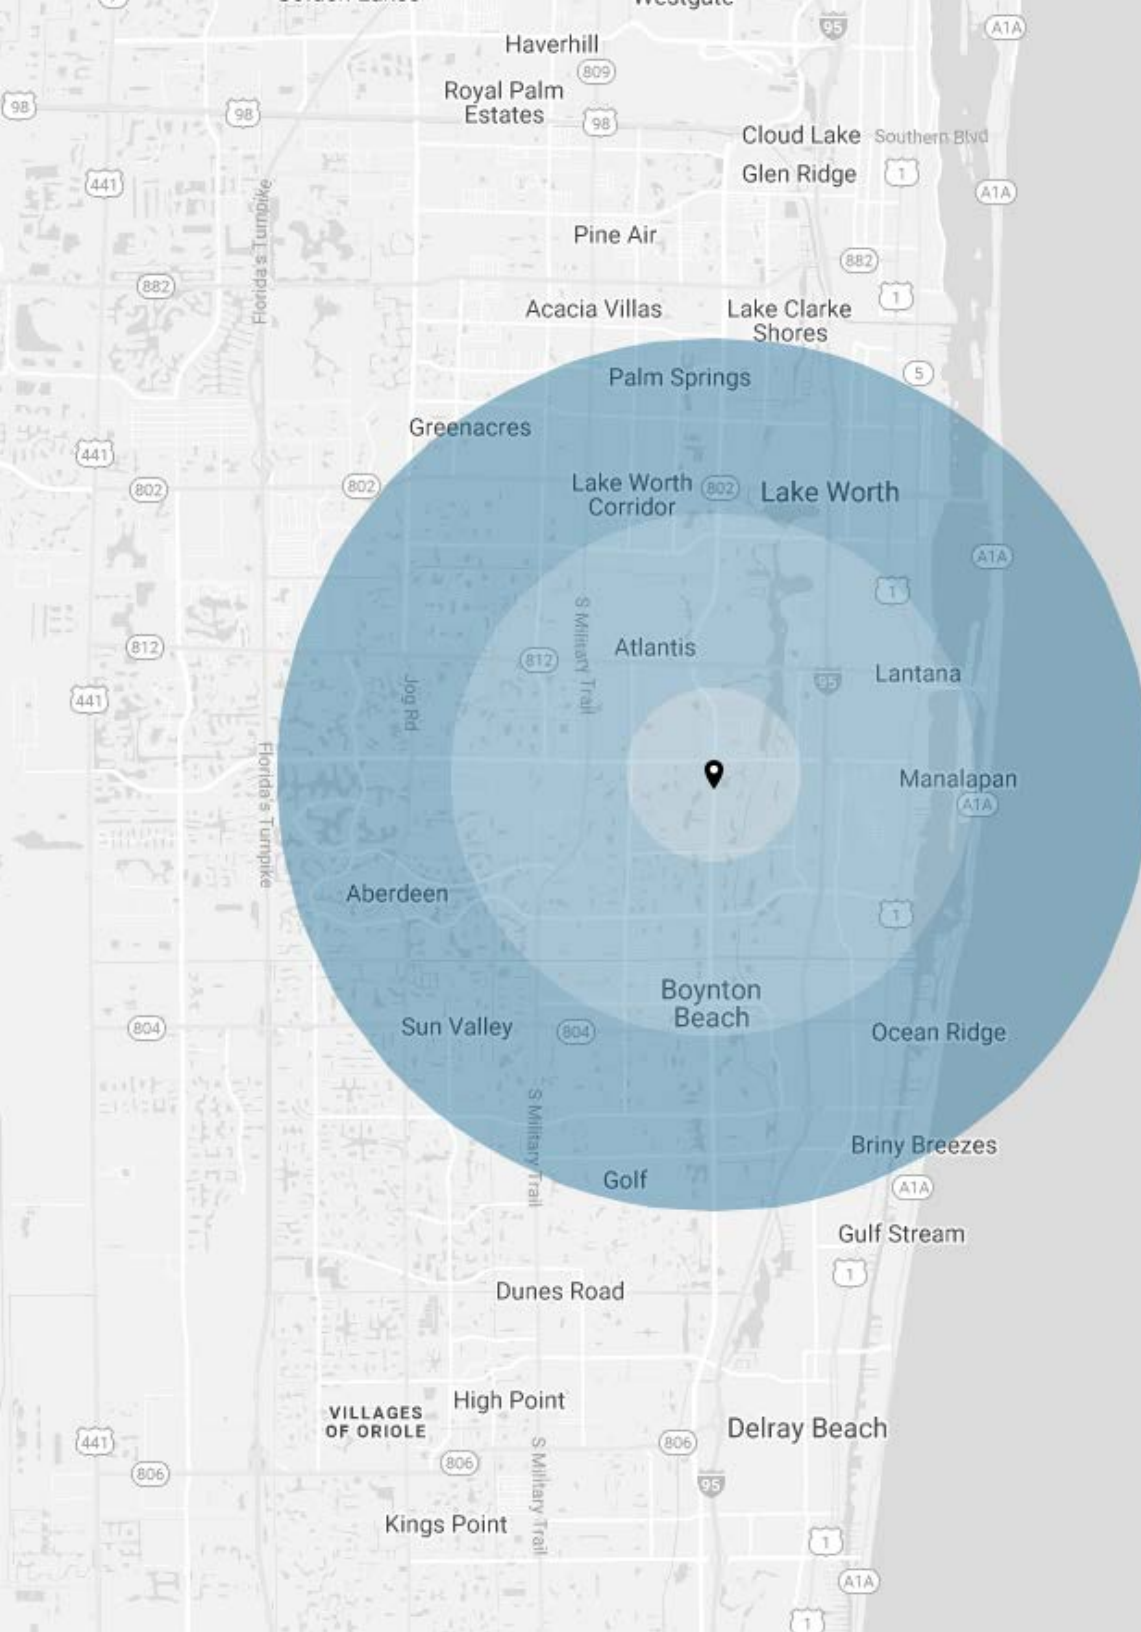 Westgate
95
A1A
Haverhill
809
Royal Palm
Estates
98
98
98
Cloud Lake
Southern Blvd
441
Glen Ridge
1
A1A
Florida's Turnpike
Pine Air
882
882
1
Acacia Villas
Lake Clarke
Shores
Palm Springs
5
Greenacres
441
802
802
Lake Worth
Corridor
802
Lake Worth
A1A
1
S Military Trail
812
812
Atlantis
Lantana
95
441
Jog Rd
Florida's Turnpike
Manalapan
A1A
Aberdeen
1
Boynton
Beach
804
Sun Valley
804
Ocean Ridge
S Military Trail
Briny Breezes
Golf
A1A
Gulf Stream
1
Dunes Road
High Point
VILLAGES
OF ORIOLE
Delray Beach
441
806
806
806
S Military Trail
95
Kings Point
1
A1A
1